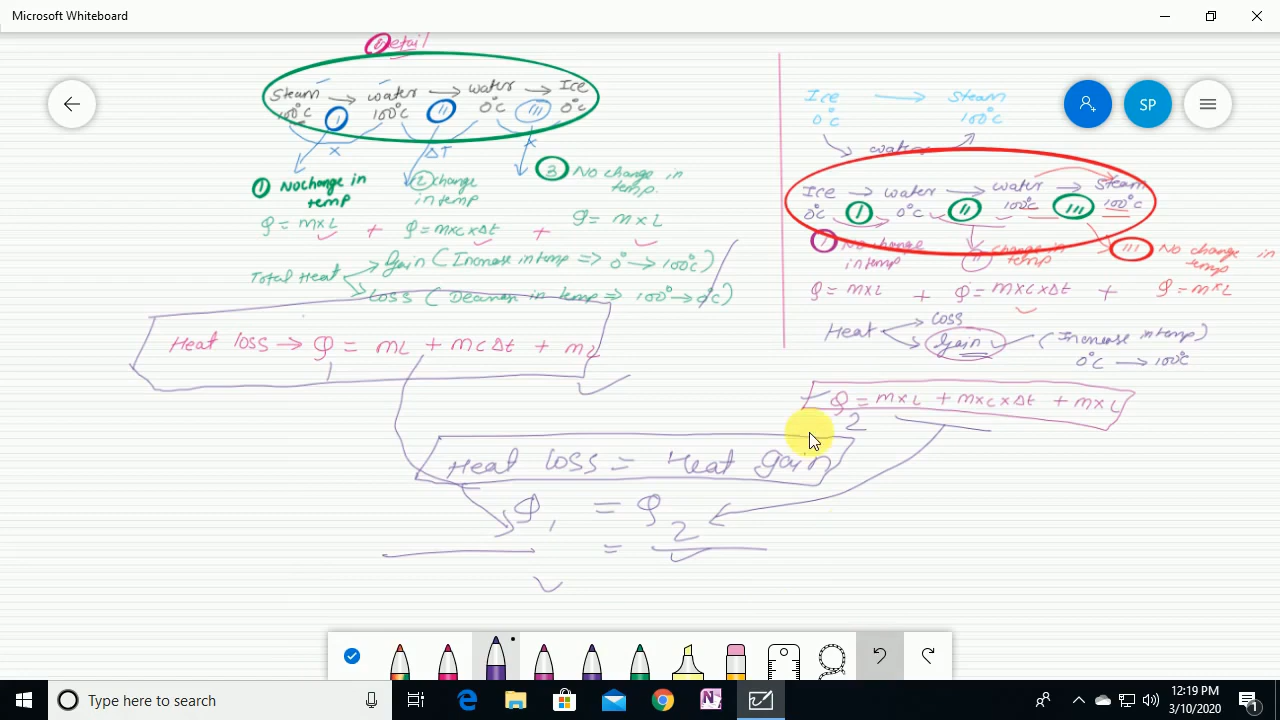 Microsoft Whiteboard
Detail
Steam → water → water → Ice
100°C I 100°C II 0°C III 0°C
x ΔT x
① No change in temp
② change in temp
③ No change in temp.
Q = m×L + Q = m×c×Δt + Q = m×L
Total Heat
Gain (Increase in temp ⇒ 0° → 100°C)
Loss (Decrease in temp ⇒ 100° → 0°C)
Heat loss → Q = mL + mcΔt + mL
1
Ice → Steam
0°C 100°C
water
Ice → water → water → Steam
0°C I 0°C II 100°C III 100°C
I No change in temp
II change in temp
III No change in temp
Q = m×L + Q = m×c×Δt + Q = m×L
Heat
Loss
Gain (Increase in temp)
0°C → 100°C
Q = m×L + m×c×Δt + m×L
2
Heat loss = Heat gain
Q1 = Q2
=
SP
Type here to search
12:19 PM
3/10/2020
1